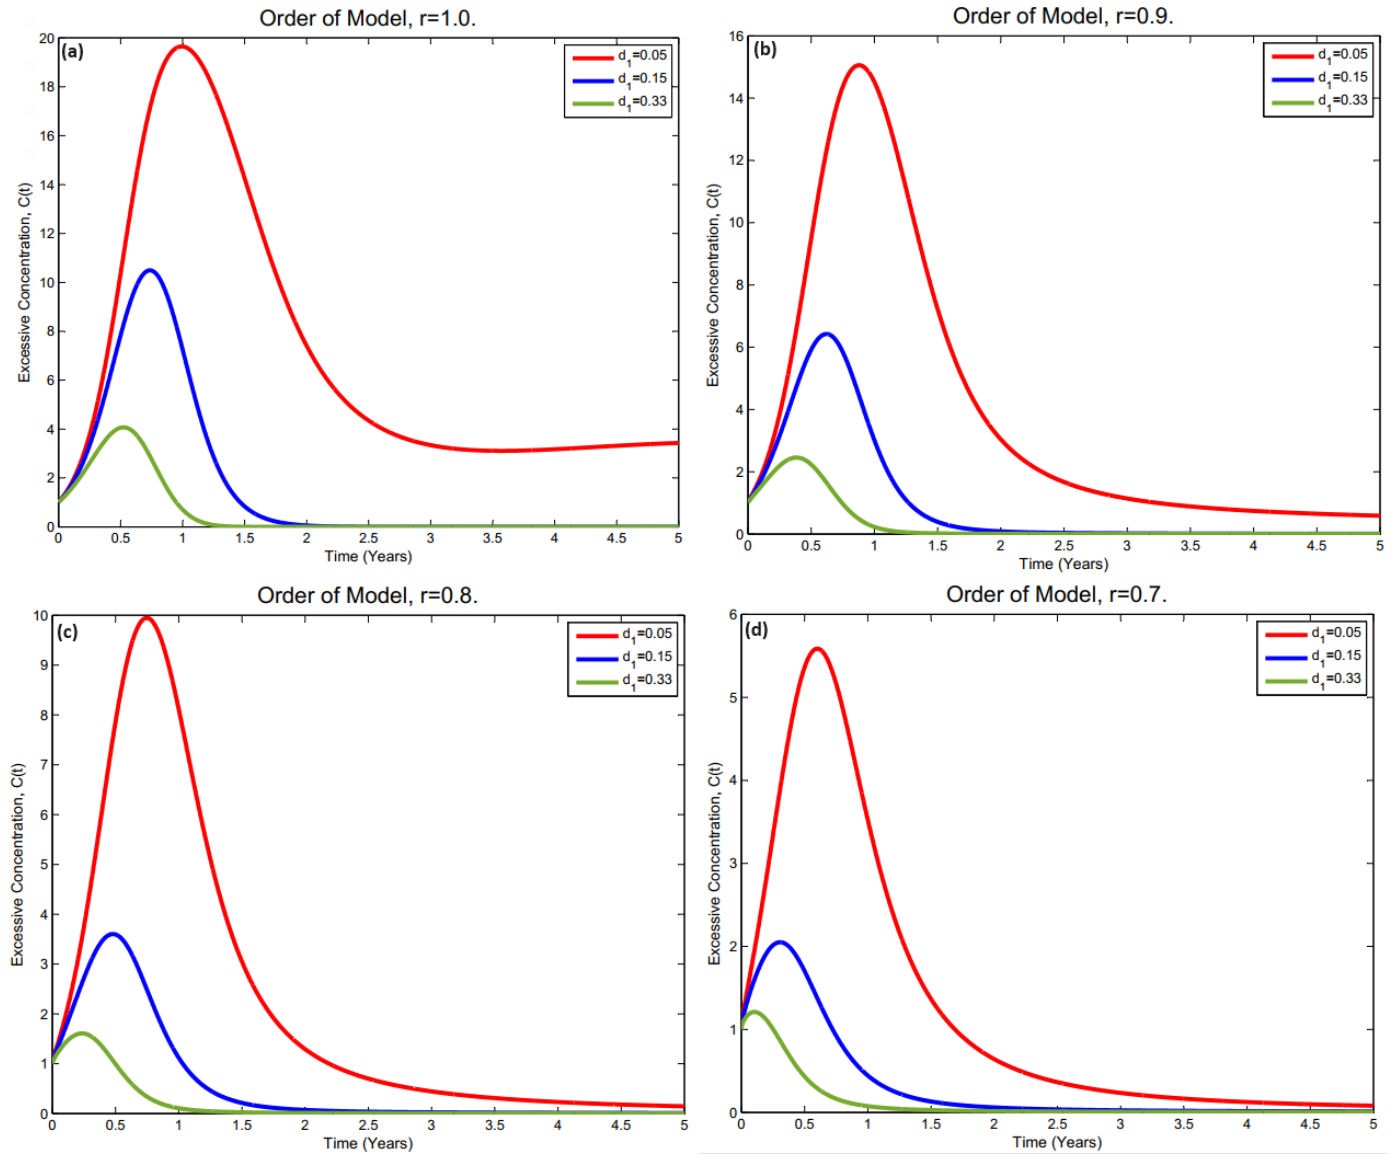 Order of Model, r=1.0.
(a)
d1=0.05
d1=0.15
d1=0.33
20
18
16
14
12
10
8
6
4
2
0
Excessive Concentration, C(t)
0 0.5 1 1.5 2 2.5 3 3.5 4 4.5 5
Time (Years)
Order of Model, r=0.9.
(b)
d1=0.05
d1=0.15
d1=0.33
16
14
12
10
8
6
4
2
0
Excessive Concentration, C(t)
0 0.5 1 1.5 2 2.5 3 3.5 4 4.5 5
Time (Years)
Order of Model, r=0.8.
(c)
d1=0.05
d1=0.15
d1=0.33
10
9
8
7
6
5
4
3
2
1
0
Excessive Concentration, C(t)
0 0.5 1 1.5 2 2.5 3 3.5 4 4.5 5
Time (Years)
Order of Model, r=0.7.
(d)
d1=0.05
d1=0.15
d1=0.33
6
5
4
3
2
1
0
Excessive Concentration, C(t)
0 0.5 1 1.5 2 2.5 3 3.5 4 4.5 5
Time (Years)